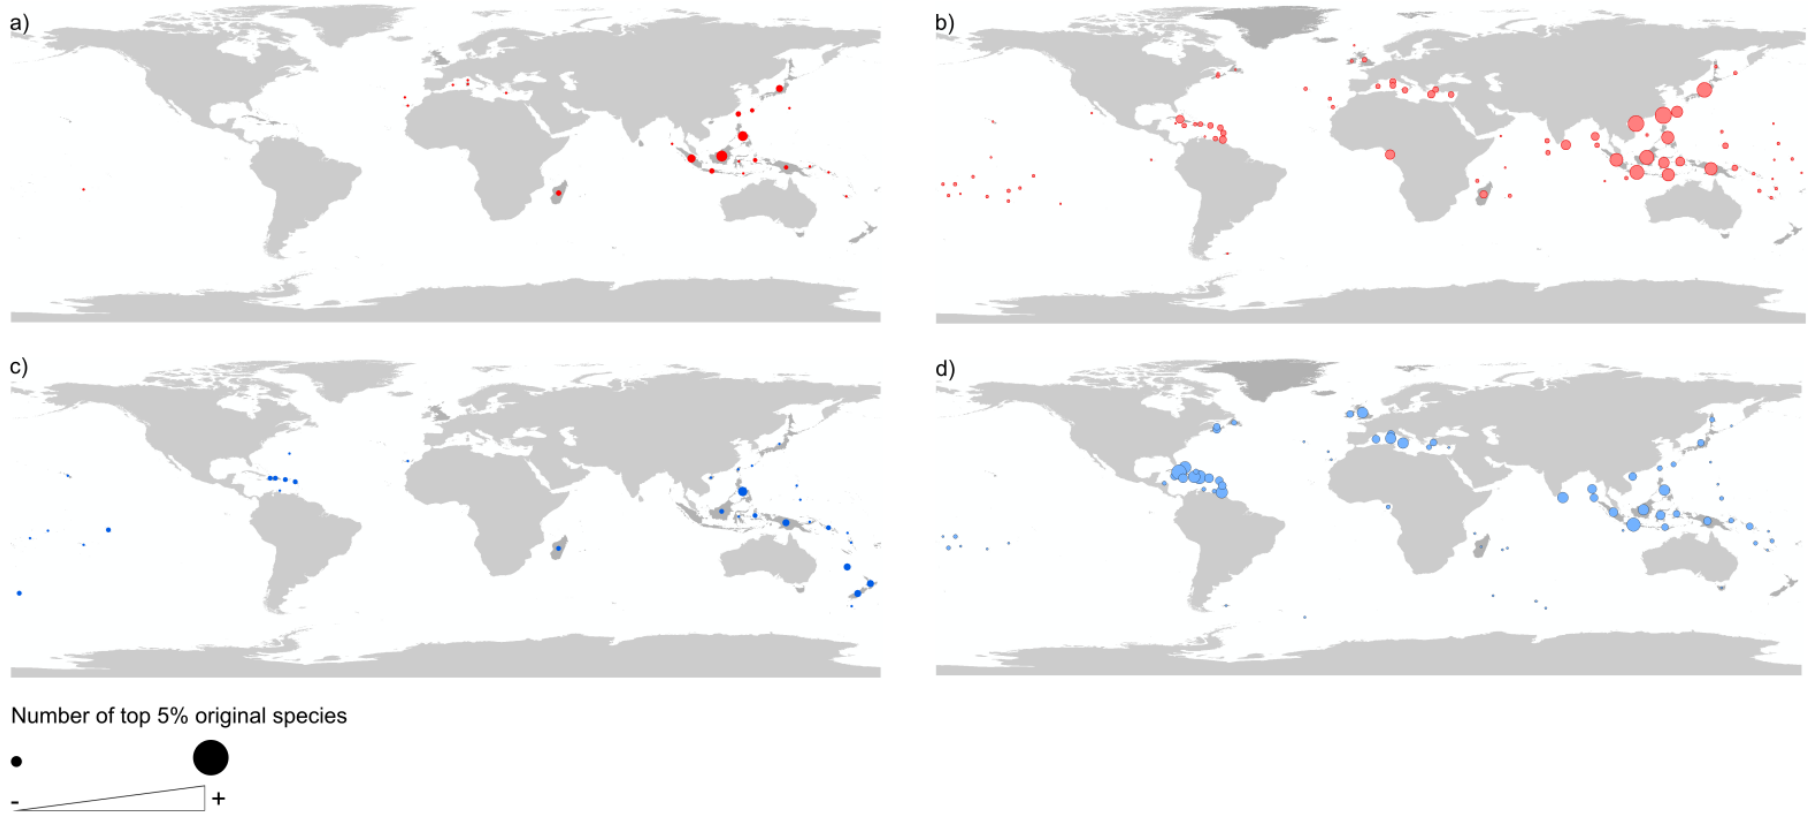 a)
b)
c)
d)
Number of top 5% original species
- +